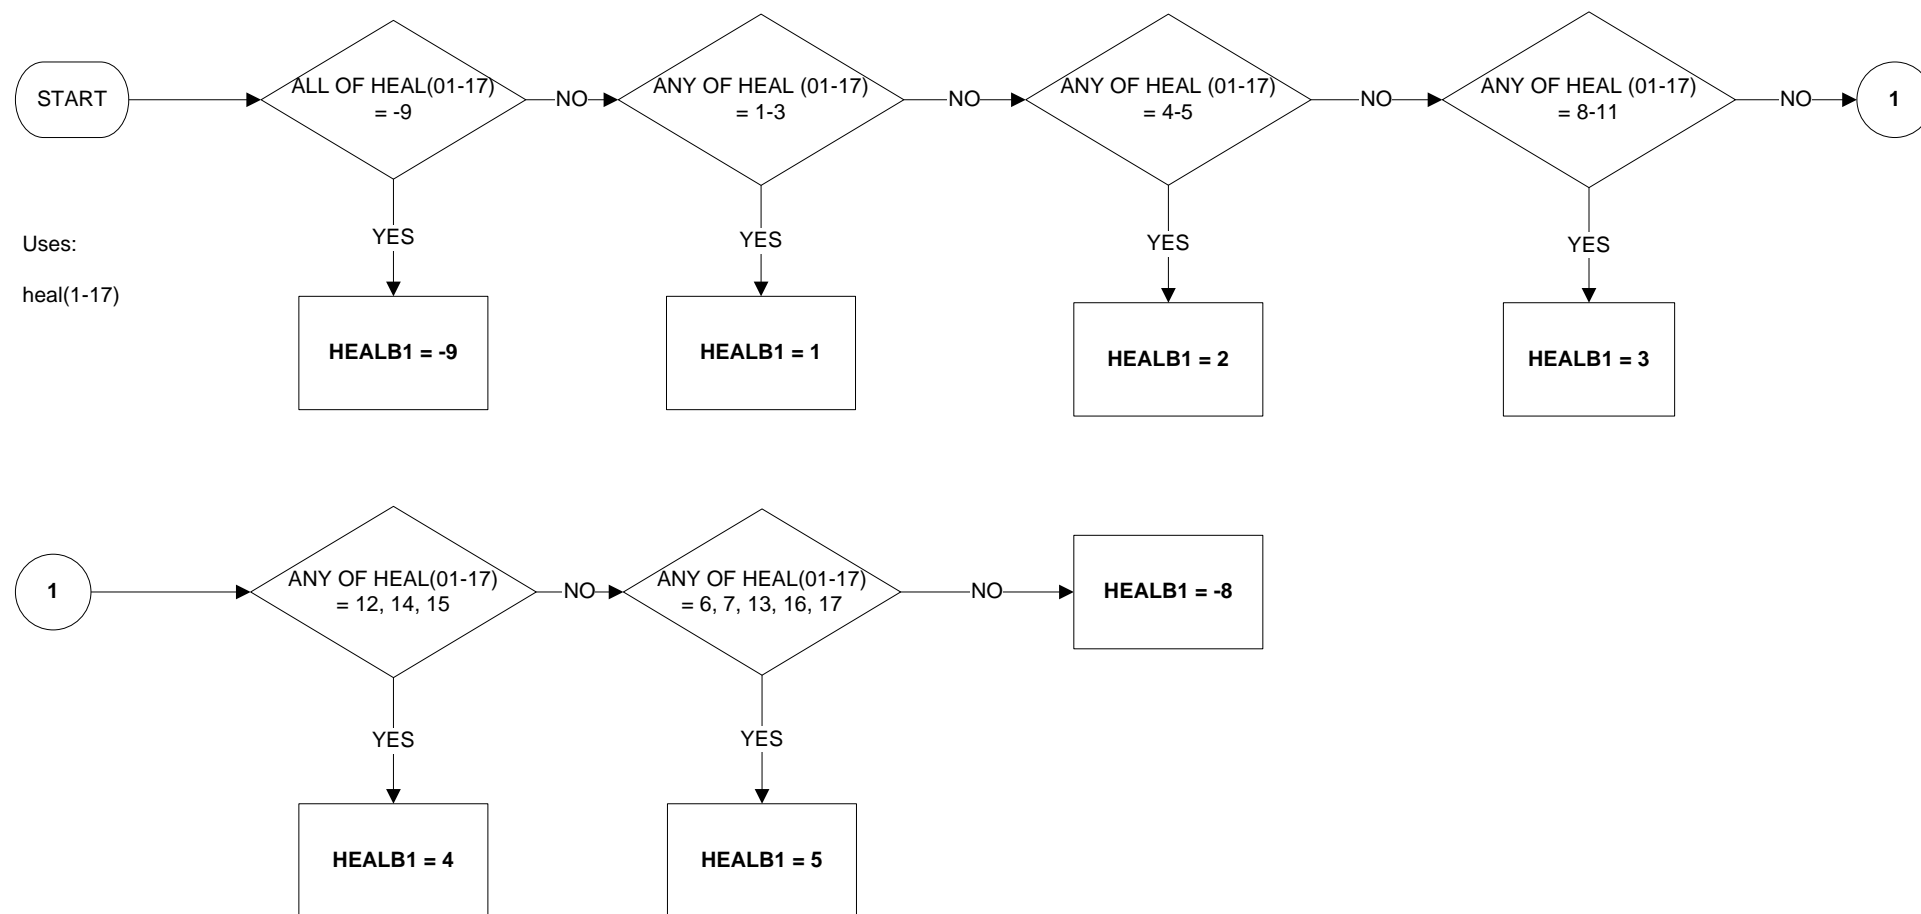 START
ALL OF HEAL(01-17)
= -9
NO
ANY OF HEAL (01-17)
= 1-3
NO
ANY OF HEAL (01-17)
= 4-5
NO
ANY OF HEAL (01-17)
= 8-11
NO
1
YES
YES
YES
YES
Uses:
heal(1-17)
HEALB1 = -9
HEALB1 = 1
HEALB1 = 2
HEALB1 = 3
1
ANY OF HEAL(01-17)
= 12, 14, 15
NO
ANY OF HEAL(01-17)
= 6, 7, 13, 16, 17
NO
HEALB1 = -8
YES
YES
HEALB1 = 4
HEALB1 = 5